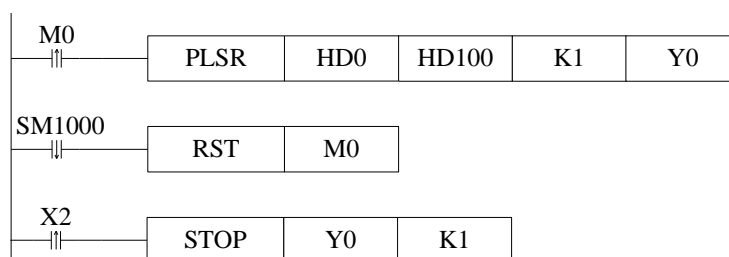 M0
PLSR HD0 HD100 K1 Y0
SM1000
RST M0
X2
STOP Y0 K1